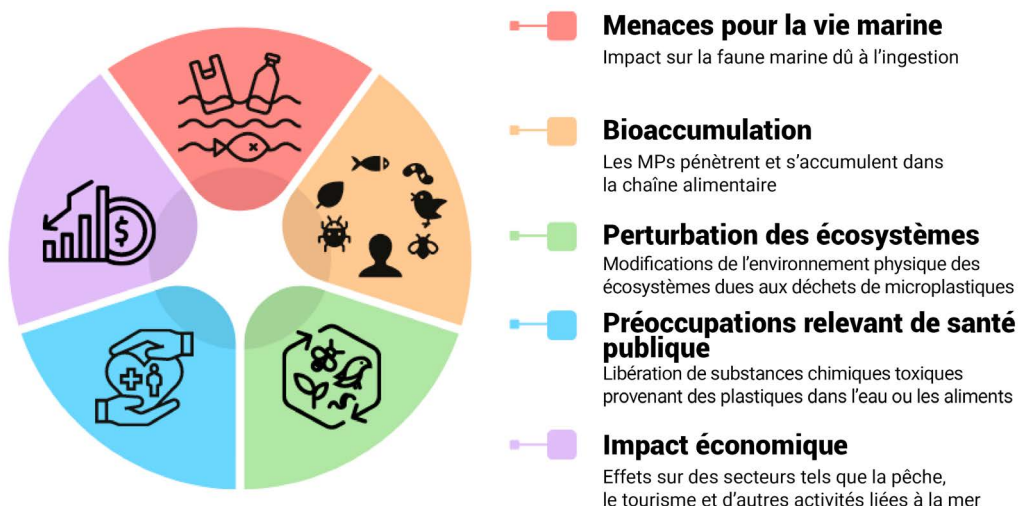 Menaces pour la vie marine
Impact sur la faune marine dû à l'ingestion
Bioaccumulation
Les MPs pénètrent et s'accumulent dans
la chaîne alimentaire
Perturbation des écosystèmes
Modifications de l'environnement physique des
écosystèmes dues aux déchets de microplastiques
Préoccupations relevant de santé
publique
Libération de substances chimiques toxiques
provenant des plastiques dans l'eau ou les aliments
Impact économique
Effets sur des secteurs tels que la pêche,
le tourisme et d'autres activités liées à la mer
$